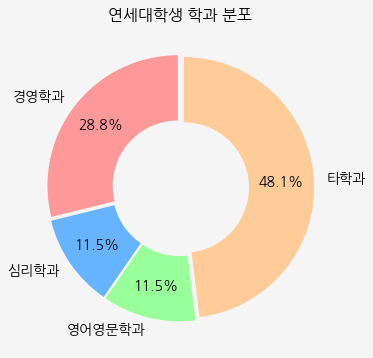 연세대학생 학과 분포
경영학과
28.8%
48.1%
타학과
11.5%
심리학과
11.5%
영어영문학과